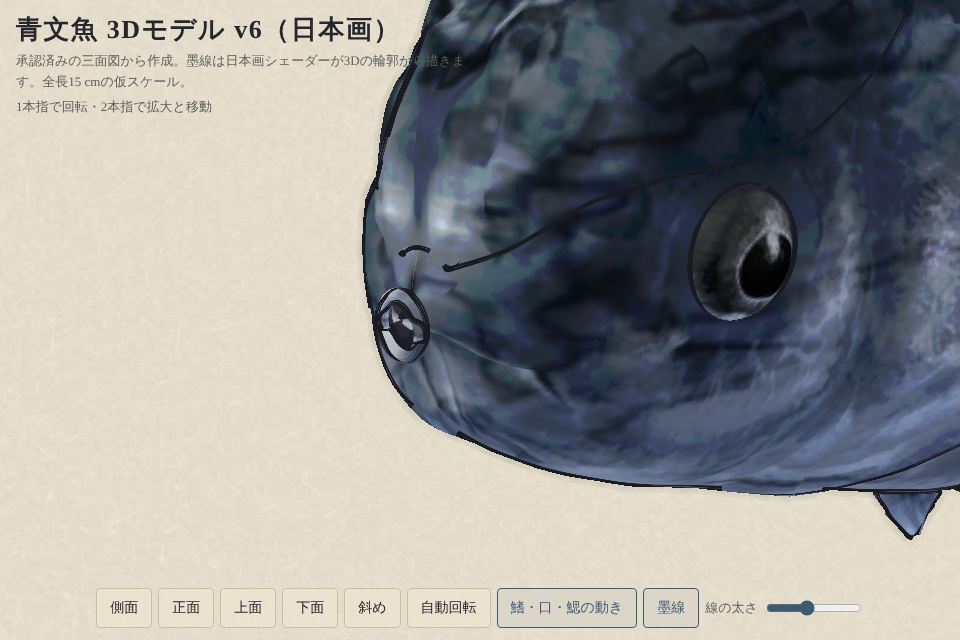 青文魚 3Dモデル v6（日本画）
承認済みの三面図から作成。墨線は日本画シェーダーが3Dの輪郭から描きま
す。全長15 cmの仮スケール。
1本指で回転・2本指で拡大と移動
側面 正面 上面 下面 斜め 自動回転 鰭・口・鰓の動き 墨線 線の太さ